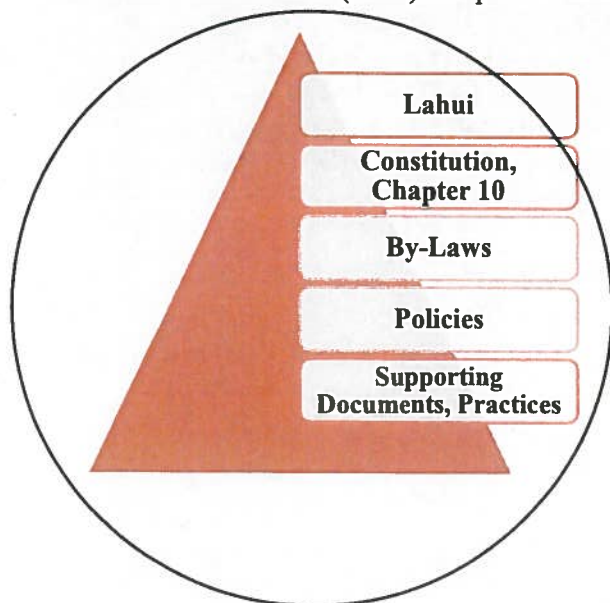 Lahui
Constitution,
Chapter 10
By-Laws
Policies
Supporting
Documents, Practices